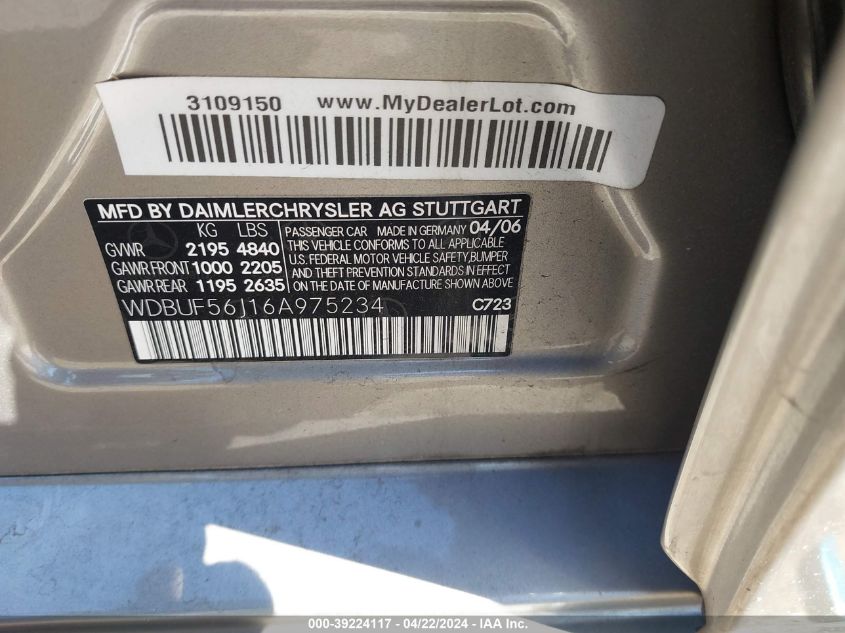 3109150 www.MyDealerLot.com
MFD BY DAIMLERCHRYSLER AG STUTTGART
KG LBS
GVWR 2195 4840
GAWR FRONT 1000 2205
GAWR REAR 1195 2635
PASSENGER CAR MADE IN GERMANY 04/06
THIS VEHICLE CONFORMS TO ALL APPLICABLE
U.S. FEDERAL MOTOR VEHICLE SAFETY, BUMPER
AND THEFT PREVENTION STANDARDS IN EFFECT
ON THE DATE OF MANUFACTURE SHOWN ABOVE
WDBUF56J16A975234 C723
000-39224117 - 04/22/2024 - IAAI.com